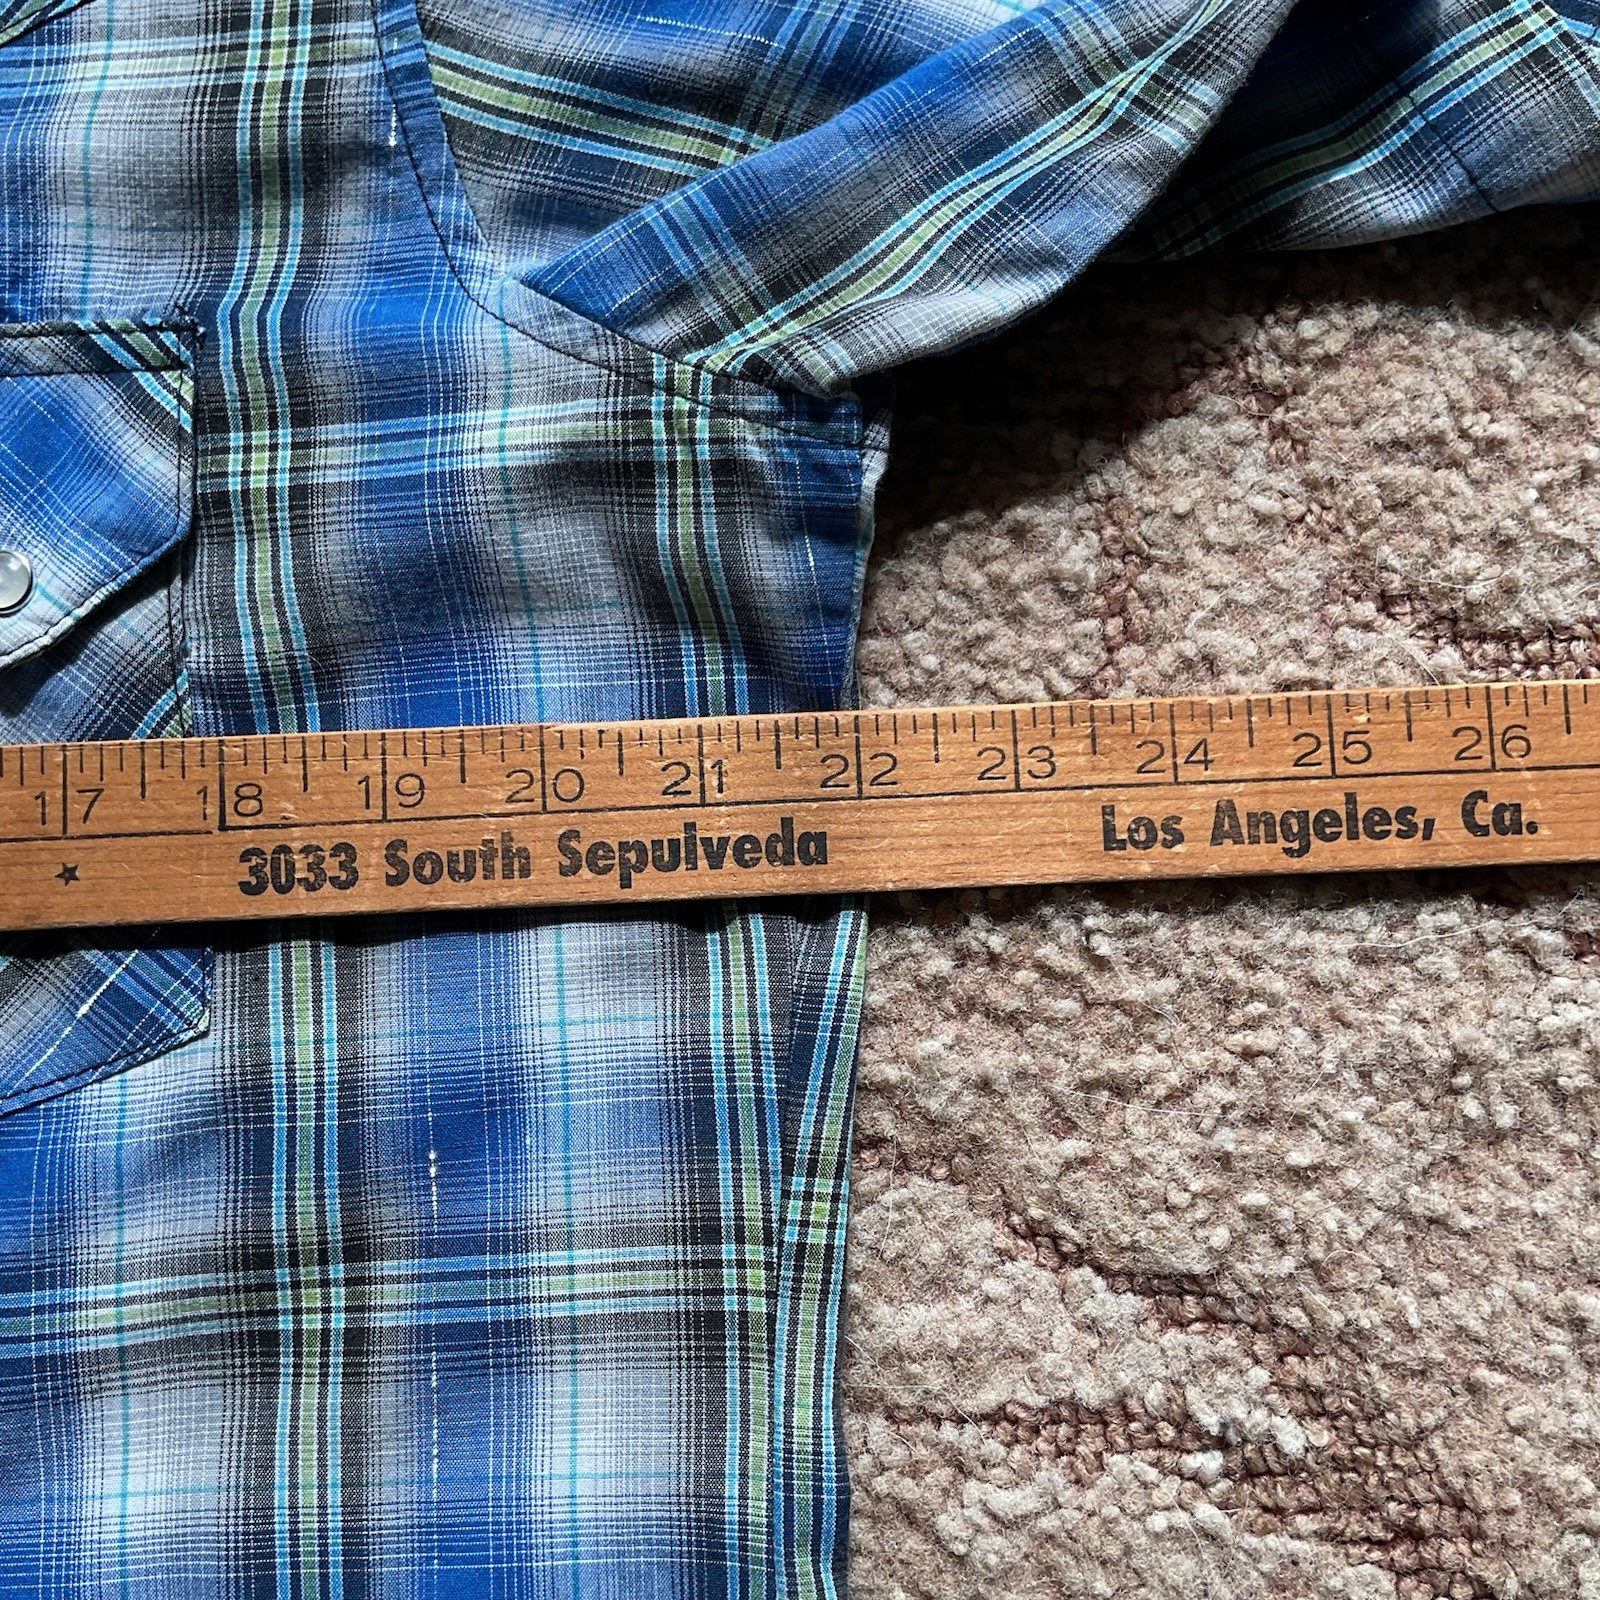 17 18 19 20 21 22 23 24 25 26
★ 3033 South Sepulveda Los Angeles, Ca.